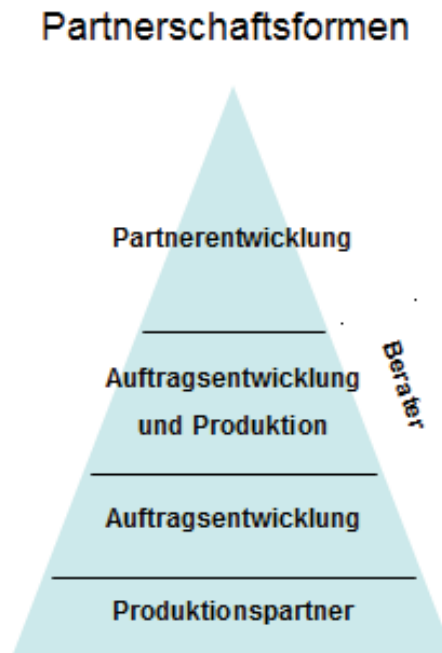 Partnerschaftsformen
Partnerentwicklung
Auftragsentwicklung
und Produktion
Berater
Auftragsentwicklung
Produktionspartner